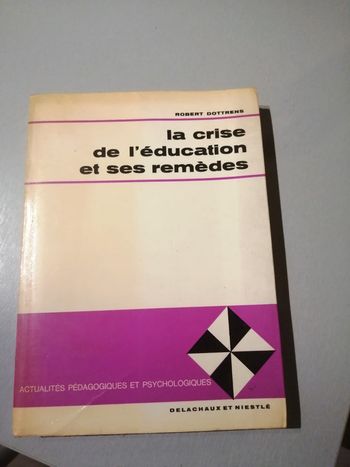 ROBERT DOTTRENS
la crise
de l'éducation
et ses remèdes
ACTUALITÉS PÉDAGOGIQUES ET PSYCHOLOGIQUES
DELACHAUX ET NIESTLÉ